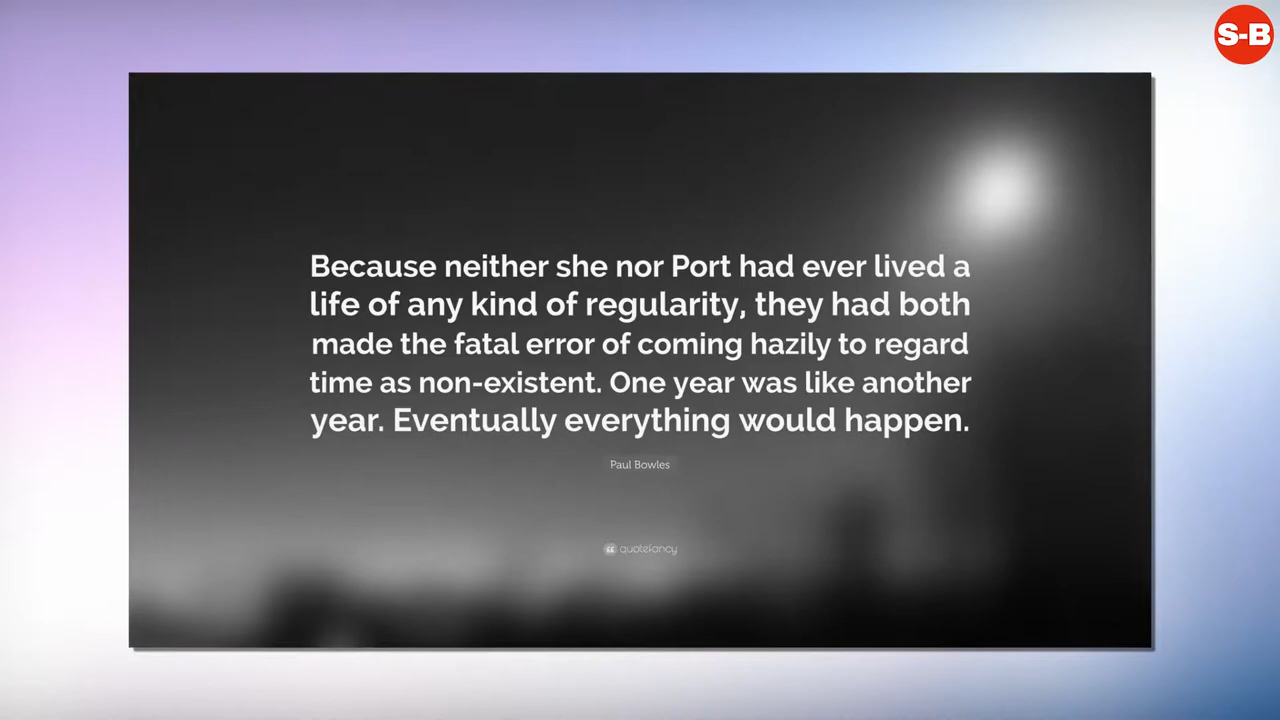 S-B
Because neither she nor Port had ever lived a
life of any kind of regularity, they had both
made the fatal error of coming hazily to regard
time as non-existent. One year was like another
year. Eventually everything would happen.
Paul Bowles
quotefancy